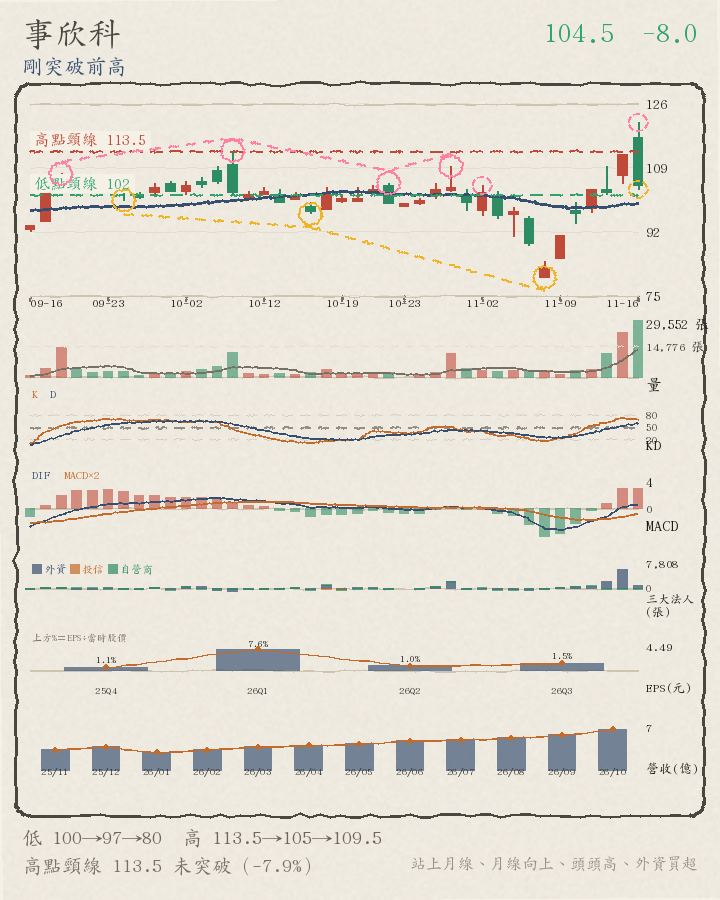 事欣科
104.5 -8.0
剛突破前高
126
高點頸線 113.5
109
低點頸線 102
92
75
09-16 09-23 10-02 10-12 10-19 10-23 11-02 11-09 11-16
29,552 張
14,776 張
量
K D
80
50
20
KD
DIF MACD×2
4
0
MACD
外資 投信 自營商
7,808
0
三大法人
(張)
上方%=EPS÷當時股價
1.1% 7.6% 1.0% 1.5%
4.49
25Q4 26Q1 26Q2 26Q3
EPS(元)
7
25/11 25/12 26/01 26/02 26/03 26/04 26/05 26/06 26/07 26/08 26/09 26/10
營收(億)
低 100→97→80 高 113.5→105→109.5
高點頸線 113.5 未突破 (-7.9%)
站上月線、月線向上、頭頭高、外資買超